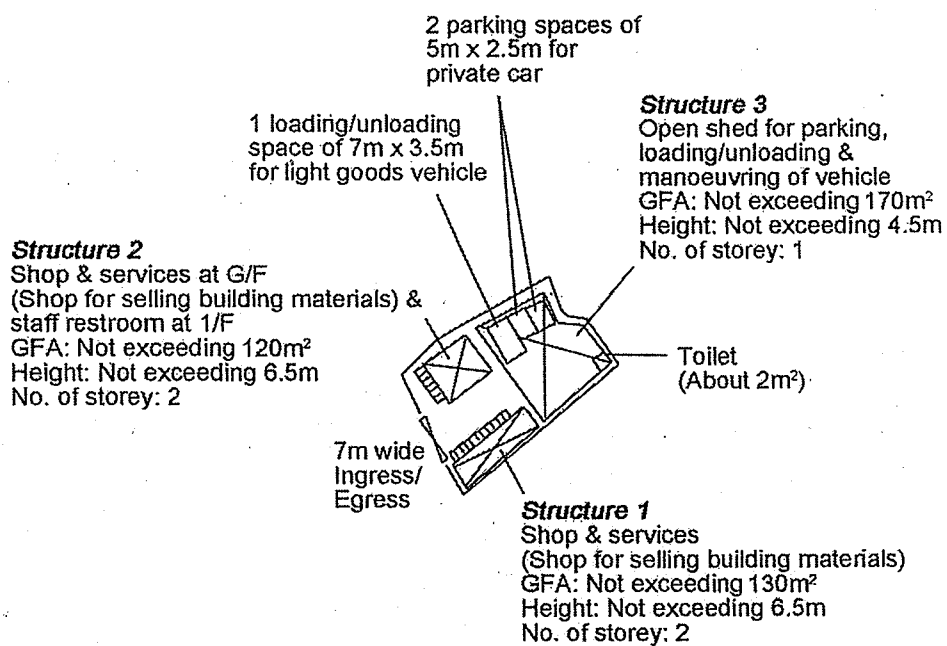 2 parking spaces of
5m x 2.5m for
private car
1 loading/unloading
space of 7m x 3.5m
for light goods vehicle
Structure 3
Open shed for parking,
loading/unloading &
manoeuvring of vehicle
GFA: Not exceeding 170m²
Height: Not exceeding 4.5m
No. of storey: 1
Structure 2
Shop & services at G/F
(Shop for selling building materials) &
staff restroom at 1/F
GFA: Not exceeding 120m²
Height: Not exceeding 6.5m
No. of storey: 2
Toilet
(About 2m²)
7m wide
Ingress/
Egress
Structure 1
Shop & services
(Shop for selling building materials)
GFA: Not exceeding 130m²
Height: Not exceeding 6.5m
No. of storey: 2